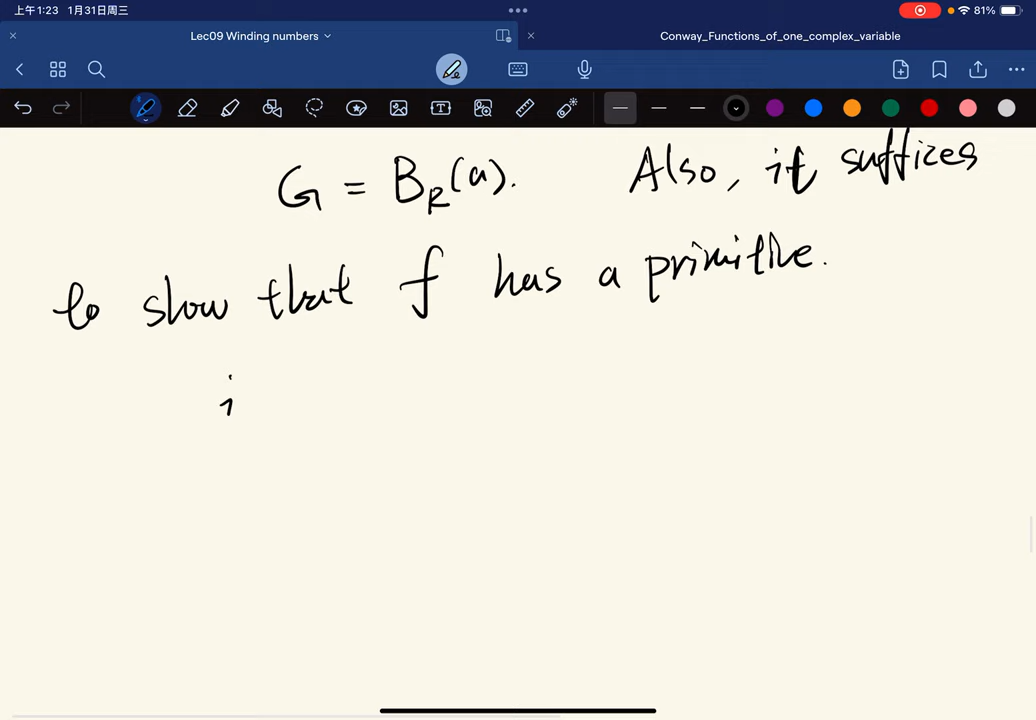 上午1:23 1月31日周三
81%
Lec09 Winding numbers
Conway_Functions_of_one_complex_variable
G = B_R(a). Also, it suffices
to show that f has a primitive.
i